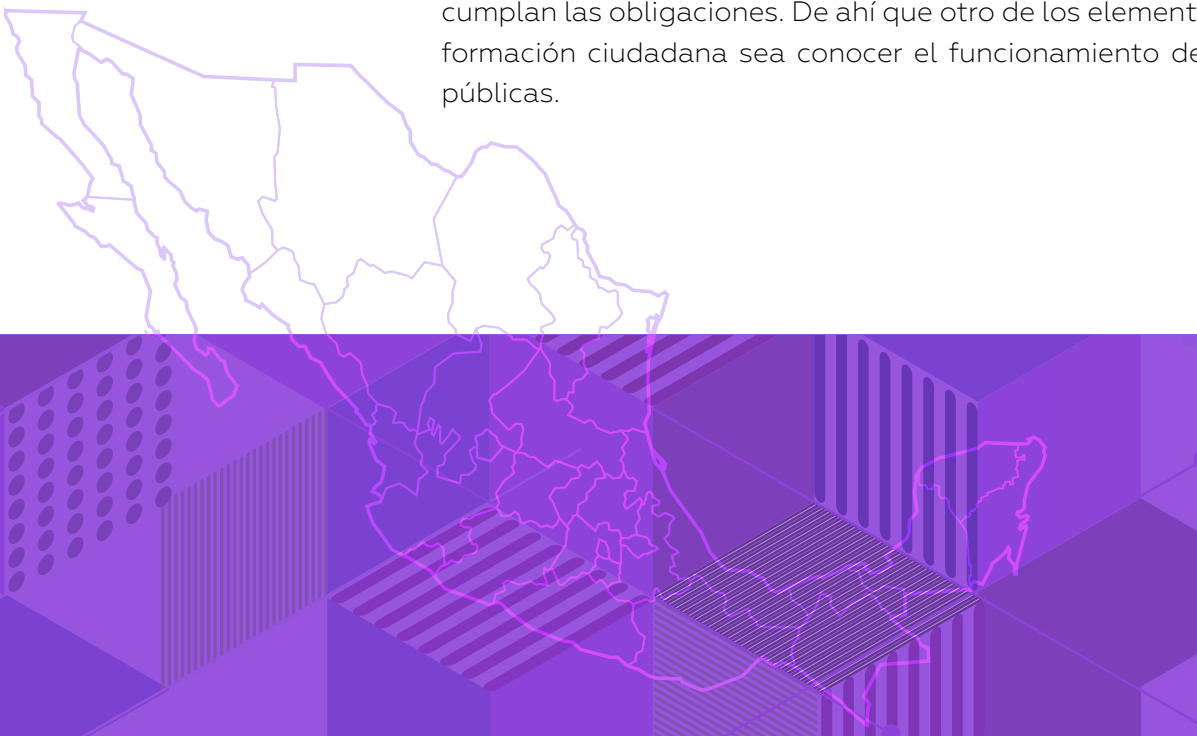 cumplan las obligaciones. De ahí que otro de los element
formación ciudadana sea conocer el funcionamiento de
públicas.